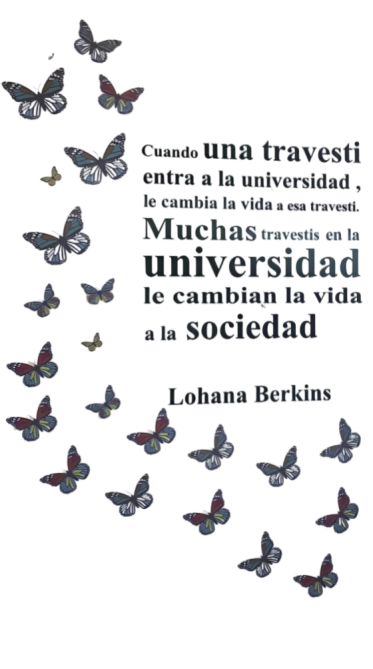 Cuando una travesti
entra a la universidad ,
le cambia la vida a esa travesti.
Muchas travestis en la
universidad
le cambian la vida
a la sociedad
Lohana Berkins